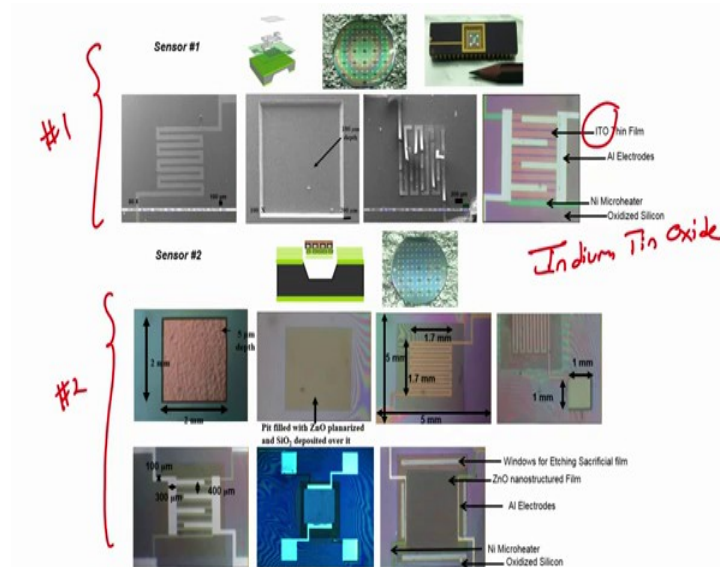 Sensor #1
#1
100 µm
depth
ITO Thin Film
Al Electrodes
Ni Microheater
Oxidized Silicon
Indium Tin Oxide
Sensor #2
#2
2 mm
2 mm
5 µm
depth
Pit filled with ZnO planarized
and SiO2 deposited over it
1.7 mm
5 mm
1.7 mm
5 mm
1 mm
1 mm
100 µm
300 µm
400 µm
Windows for Etching Sacrificial film
ZnO nanostructured Film
Al Electrodes
Ni Microheater
Oxidized Silicon